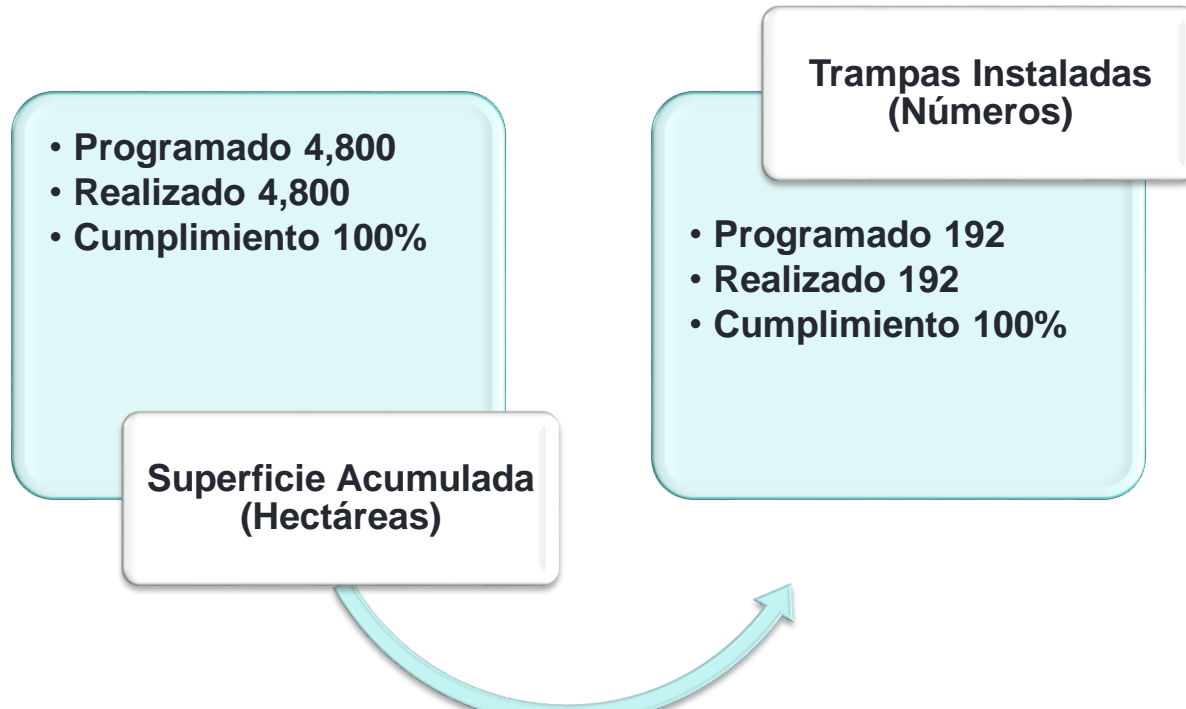 • Programado 4,800
• Realizado 4,800
• Cumplimiento 100%
Superficie Acumulada
(Hectáreas)
Trampas Instaladas
(Números)
• Programado 192
• Realizado 192
• Cumplimiento 100%